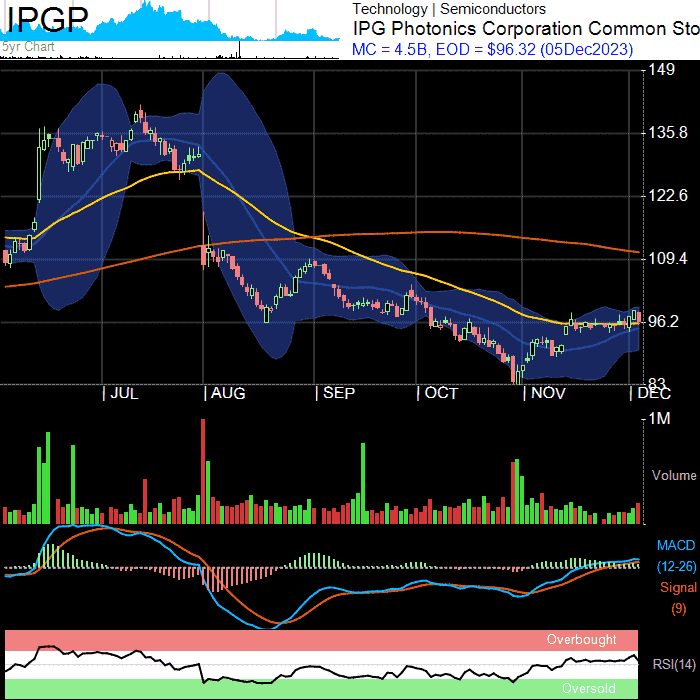 IPGP
5yr Chart
Technology | Semiconductors
IPG Photonics Corporation Common Sto
MC = 4.5B, EOD = $96.32 (05Dec2023)
149
135.8
122.6
109.4
96.2
83
| JUL | AUG | SEP | OCT | NOV | DEC
1M
Volume
MACD
(12-26)
Signal
(9)
Overbought
RSI(14)
Oversold